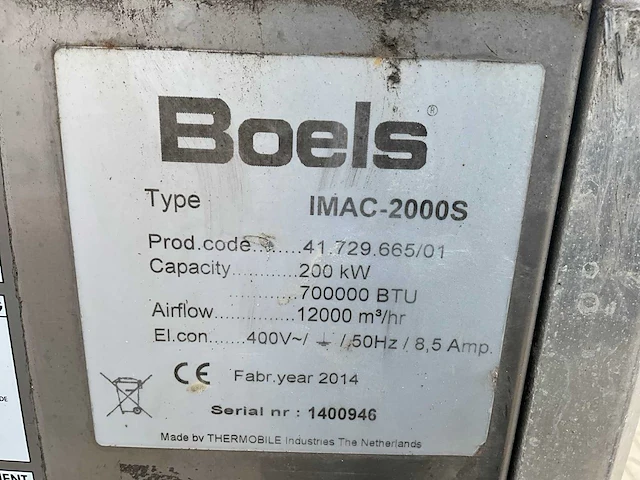 Boels®
Type IMAC-2000S
Prod.code........41.729.665/01
Capacity............200 kW
............700000 BTU
Airflow..............12000 m³/hr
El.con.......400V~/ ⏚ / 50Hz / 8,5 Amp.
CE Fabr.year 2014
Serial nr : 1400946
Made by THERMOBILE Industries The Netherlands